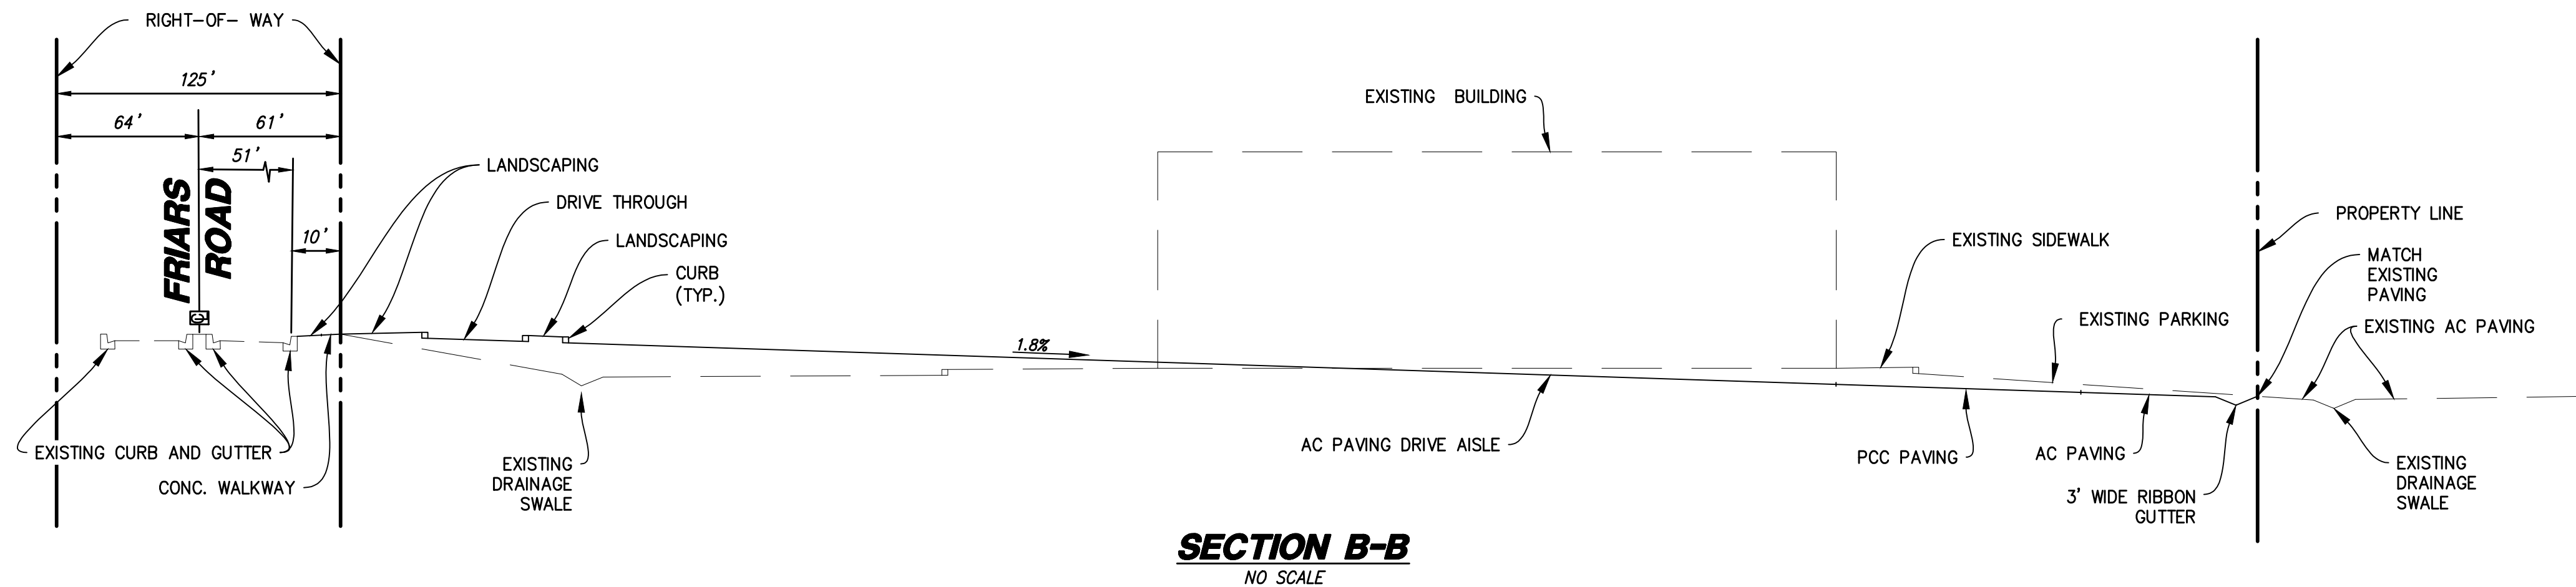 RIGHT-OF- WAY
125'
64'
61'
51'
10'
FRIARS
ROAD
LANDSCAPING
DRIVE THROUGH
LANDSCAPING
CURB
(TYP.)
1.8%
EXISTING BUILDING
EXISTING SIDEWALK
EXISTING PARKING
PROPERTY LINE
MATCH
EXISTING
PAVING
EXISTING AC PAVING
EXISTING CURB AND GUTTER
CONC. WALKWAY
EXISTING
DRAINAGE
SWALE
AC PAVING DRIVE AISLE
PCC PAVING
AC PAVING
3' WIDE RIBBON
GUTTER
EXISTING
DRAINAGE
SWALE
SECTION B-B
NO SCALE